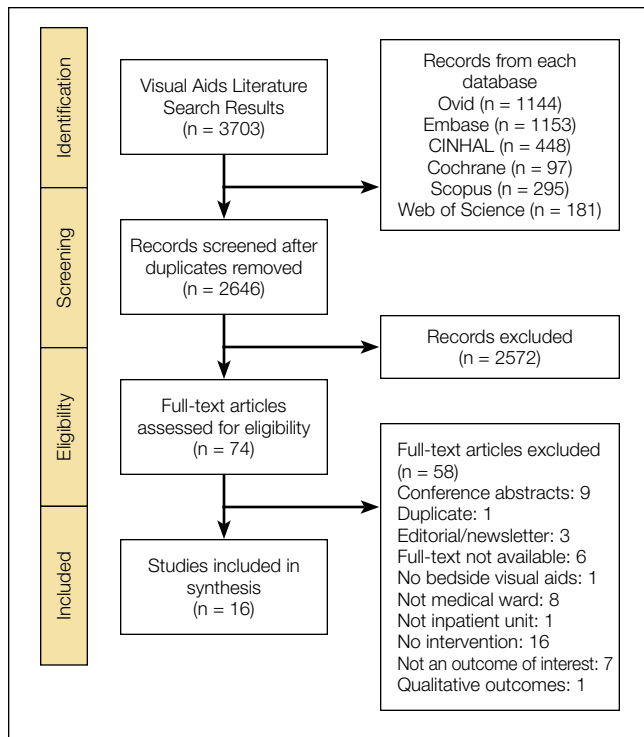 Identification
Visual Aids Literature
Search Results
(n = 3703)
Records from each
database
Ovid (n = 1144)
Embase (n = 1153)
CINHAL (n = 448)
Cochrane (n = 97)
Scopus (n = 295)
Web of Science (n = 181)
Screening
Records screened after
duplicates removed
(n = 2646)
Records excluded
(n = 2572)
Eligibility
Full-text articles
assessed for eligibility
(n = 74)
Full-text articles excluded
(n = 58)
Conference abstracts: 9
Duplicate: 1
Editorial/newsletter: 3
Full-text not available: 6
No bedside visual aids: 1
Not medical ward: 8
Not inpatient unit: 1
No intervention: 16
Not an outcome of interest: 7
Qualitative outcomes: 1
Included
Studies included in
synthesis
(n = 16)